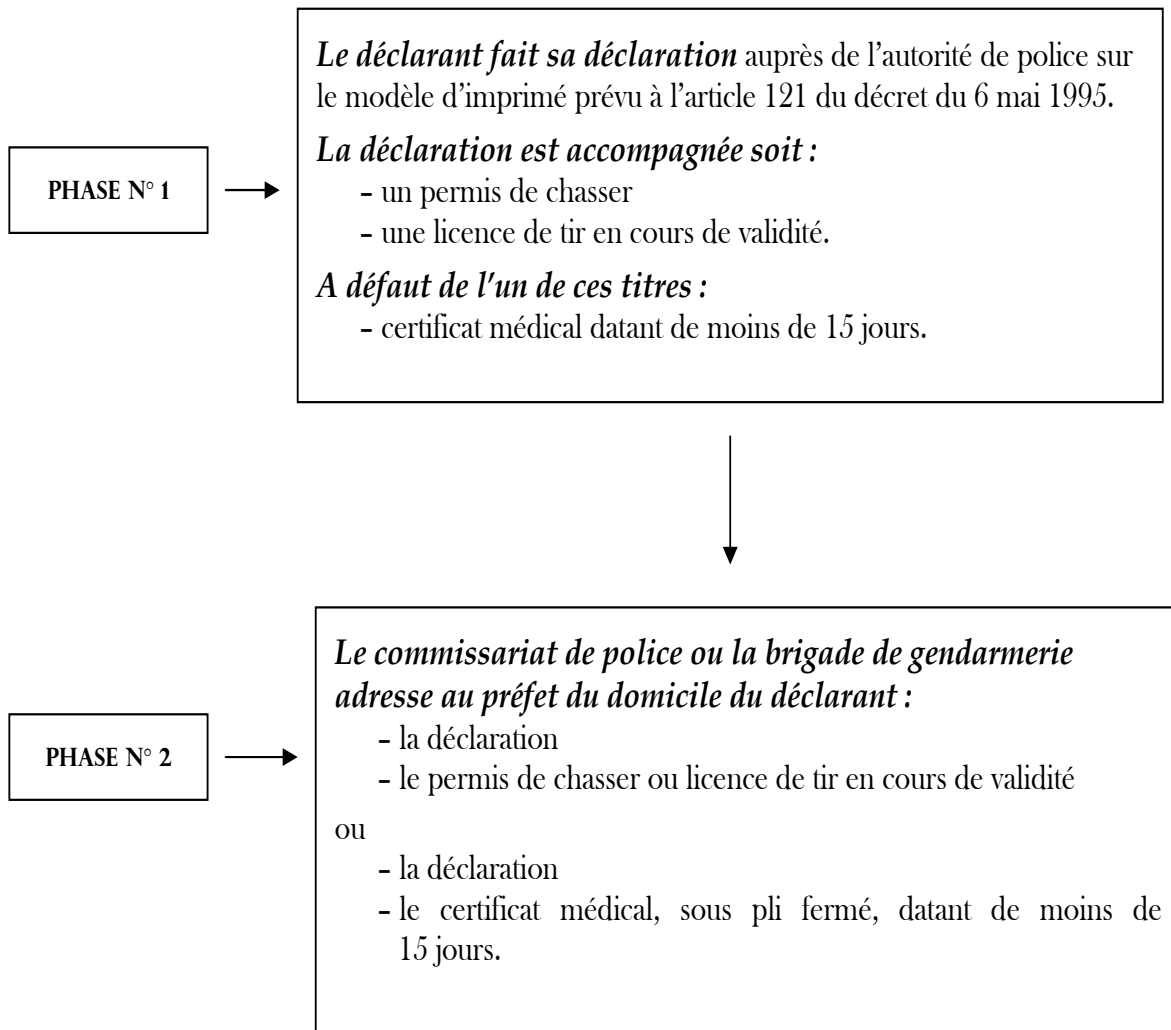 Le déclarant fait sa déclaration auprès de l’autorité de police sur
le modèle d’imprimé prévu à l’article 121 du décret du 6 mai 1995.
La déclaration est accompagnée soit :
– un permis de chasser
– une licence de tir en cours de validité.
A défaut de l’un de ces titres :
– certificat médical datant de moins de 15 jours.
PHASE N° 1
Le commissariat de police ou la brigade de gendarmerie
adresse au préfet du domicile du déclarant :
– la déclaration
– le permis de chasser ou licence de tir en cours de validité
ou
– la déclaration
– le certificat médical, sous pli fermé, datant de moins de
15 jours.
PHASE N° 2